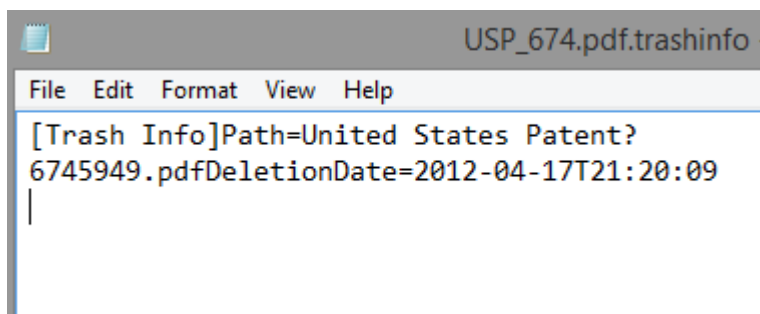 USP_674.pdf.trashinfo -
File Edit Format View Help
[Trash Info]Path=United States Patent?
6745949.pdfDeletionDate=2012-04-17T21:20:09